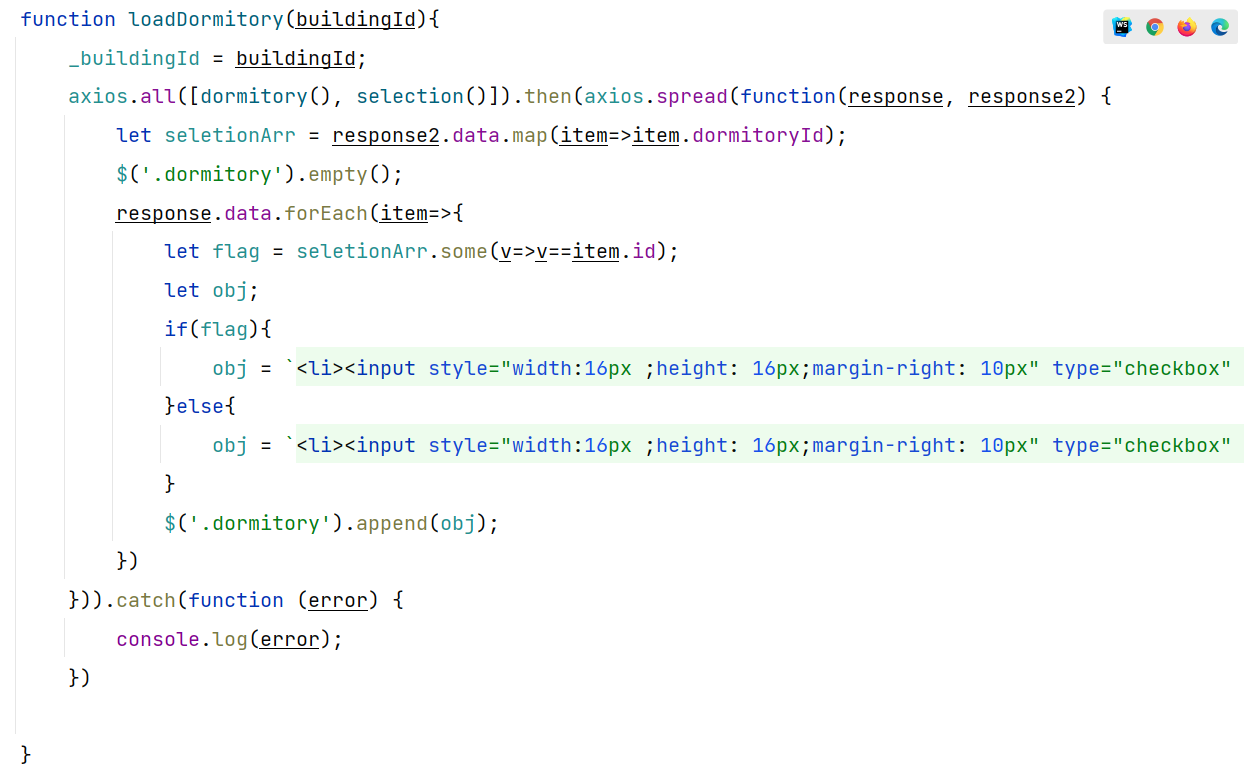 function loadDormitory(buildingId){
    _buildingId = buildingId;
    axios.all([dormitory(), selection()]).then(axios.spread(function(response, response2) {
        let seletionArr = response2.data.map(item=>item.dormitoryId);
        $('.dormitory').empty();
        response.data.forEach(item=>{
            let flag = seletionArr.some(v=>v==item.id);
            let obj;
            if(flag){
                obj = `<li><input style="width:16px ;height: 16px;margin-right: 10px" type="checkbox"
            }else{
                obj = `<li><input style="width:16px ;height: 16px;margin-right: 10px" type="checkbox"
            }
            $('.dormitory').append(obj);
        })
    })).catch(function (error) {
        console.log(error);
    })
}